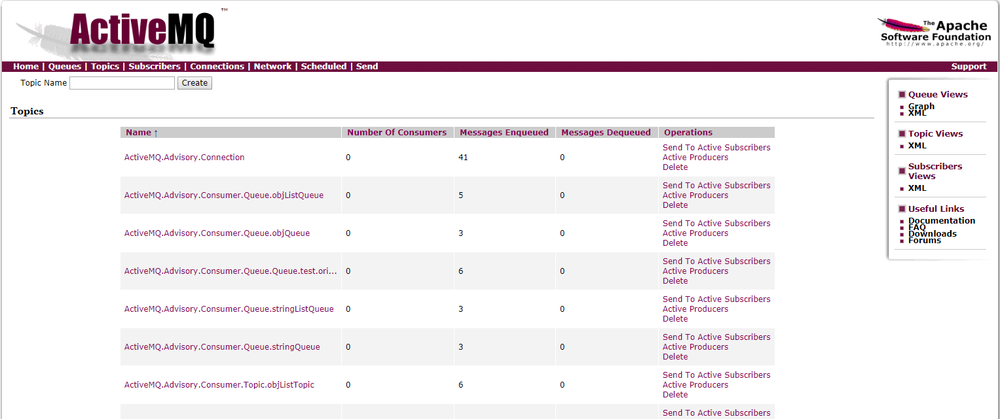 ActiveMQ ™
The Apache
Software Foundation
http://www.apache.org/
Home | Queues | Topics | Subscribers | Connections | Network | Scheduled | Send
Support
Topic Name Create
Topics
Name ↑ Number Of Consumers Messages Enqueued Messages Dequeued Operations
ActiveMQ.Advisory.Connection 0 41 0
Send To Active Subscribers
Active Producers
Delete
ActiveMQ.Advisory.Consumer.Queue.objListQueue 0 5 0
Send To Active Subscribers
Active Producers
Delete
ActiveMQ.Advisory.Consumer.Queue.objQueue 0 3 0
Send To Active Subscribers
Active Producers
Delete
ActiveMQ.Advisory.Consumer.Queue.Queue.test.ori... 0 6 0
Send To Active Subscribers
Active Producers
Delete
ActiveMQ.Advisory.Consumer.Queue.stringListQueue 0 3 0
Send To Active Subscribers
Active Producers
Delete
ActiveMQ.Advisory.Consumer.Queue.stringQueue 0 3 0
Send To Active Subscribers
Active Producers
Delete
ActiveMQ.Advisory.Consumer.Topic.objListTopic 0 6 0
Send To Active Subscribers
Active Producers
Delete
Send To Active Subscribers
Queue Views
Graph
XML
Topic Views
XML
Subscribers
Views
XML
Useful Links
Documentation
FAQ
Downloads
Forums